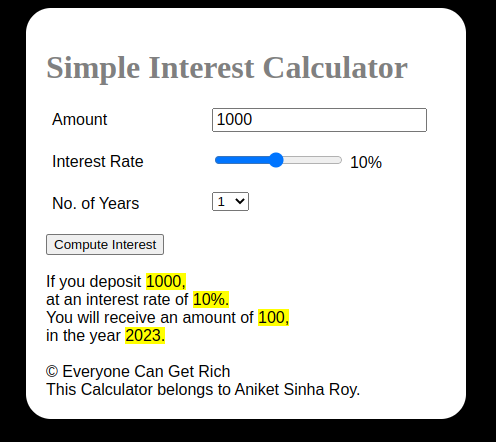 Simple Interest Calculator
Amount 1000
Interest Rate 10%
No. of Years 1
Compute Interest
If you deposit 1000,
at an interest rate of 10%.
You will receive an amount of 100,
in the year 2023.
© Everyone Can Get Rich
This Calculator belongs to Aniket Sinha Roy.